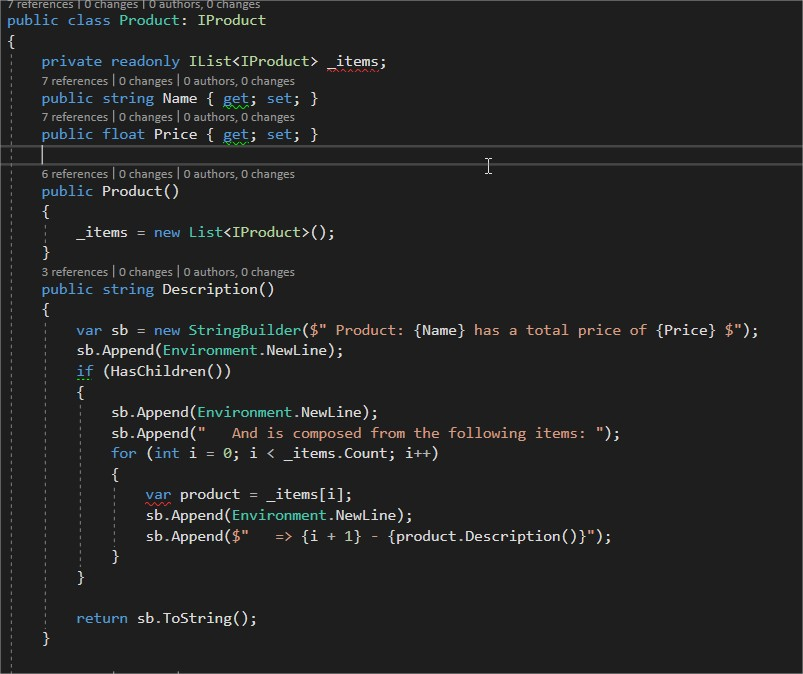 7 references | 0 changes | 0 authors, 0 changes
public class Product: IProduct
{
    private readonly IList<IProduct> _items;
    7 references | 0 changes | 0 authors, 0 changes
    public string Name { get; set; }
    7 references | 0 changes | 0 authors, 0 changes
    public float Price { get; set; }
    6 references | 0 changes | 0 authors, 0 changes
    public Product()
    {
        _items = new List<IProduct>();
    }
    3 references | 0 changes | 0 authors, 0 changes
    public string Description()
    {
        var sb = new StringBuilder($" Product: {Name} has a total price of {Price} $");
        sb.Append(Environment.NewLine);
        if (HasChildren())
        {
            sb.Append(Environment.NewLine);
            sb.Append("   And is composed from the following items: ");
            for (int i = 0; i < _items.Count; i++)
            {
                var product = _items[i];
                sb.Append(Environment.NewLine);
                sb.Append($"   => {i + 1} - {product.Description()}");
            }
        }
        return sb.ToString();
    }